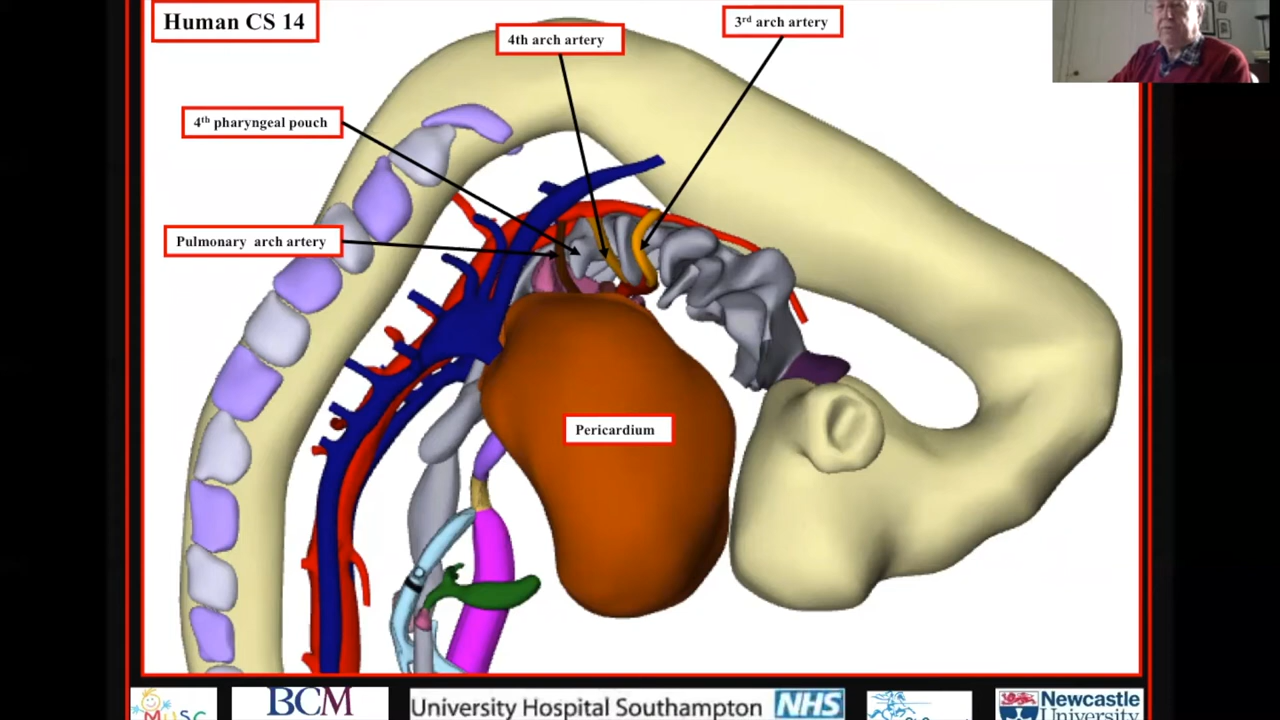 Human CS 14
4th arch artery
3rd arch artery
4th pharyngeal pouch
Pulmonary arch artery
Pericardium
MUSC
BCM
University Hospital Southampton
NHS
Newcastle
University